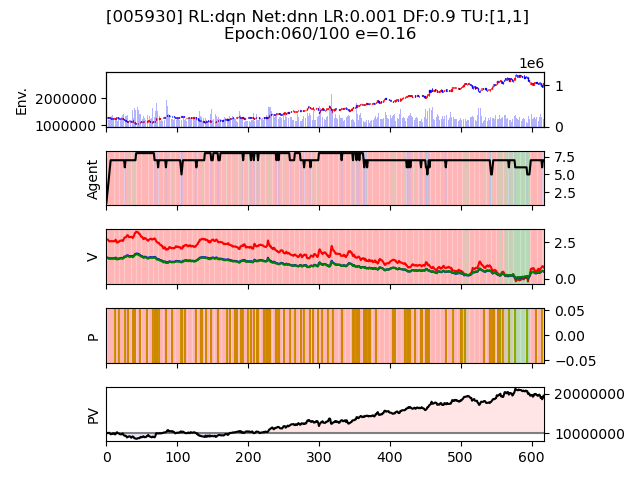 [005930] RL:dqn Net:dnn LR:0.001 DF:0.9 TU:[1,1]
Epoch:060/100 e=0.16
1e6
Env.
2000000
1000000
1
0
Agent
7.5
5.0
2.5
V
2.5
0.0
P
0.05
0.00
−0.05
PV
20000000
10000000
0 100 200 300 400 500 600